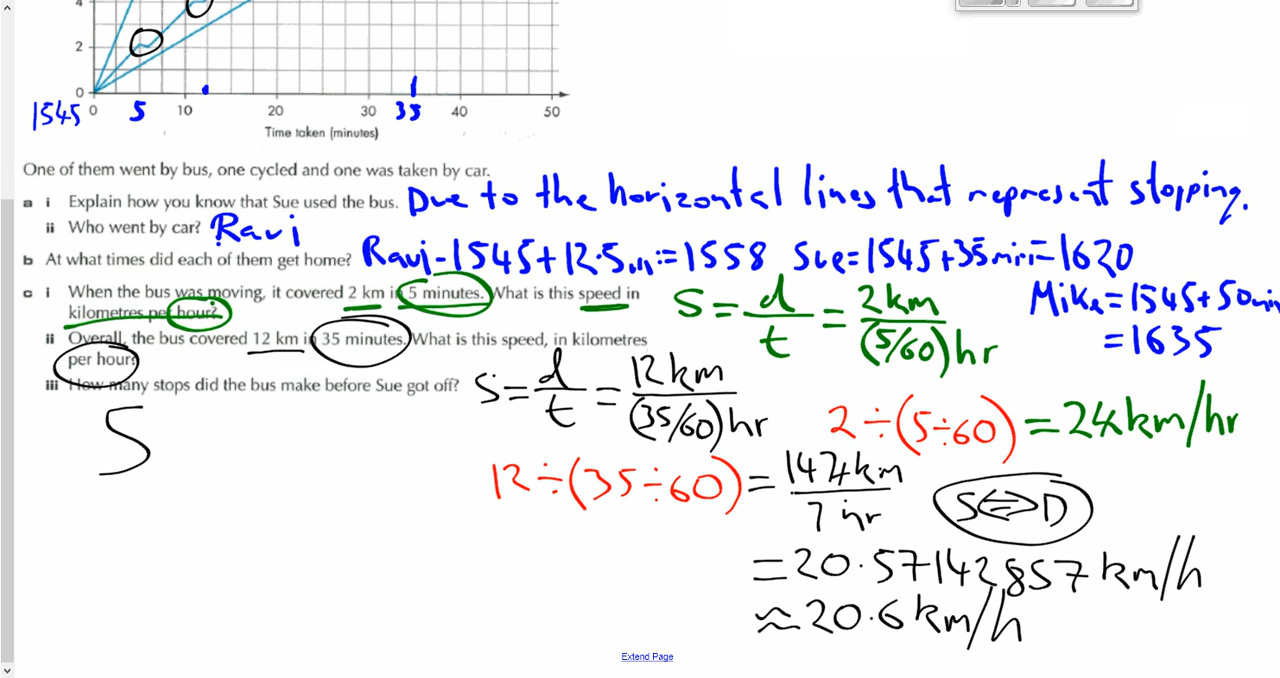 4
2
0
1545 0 5 10 20 30 35 40 50
Time taken (minutes)
One of them went by bus, one cycled and one was taken by car.
a i Explain how you know that Sue used the bus. Due to the horizontal lines that represent stopping.
ii Who went by car? Ravi
b At what times did each of them get home? Ravi - 1545 + 12.5min = 1558 Sue = 1545 + 35min = 1620
Mike = 1545 + 50min
= 1635
c i When the bus was moving, it covered 2 km in 5 minutes. What is this speed in
kilometres per hour?
S = d/t = 2km/(5/60)hr
ii Overall, the bus covered 12 km in 35 minutes. What is this speed, in kilometres
per hour?
iii How many stops did the bus make before Sue got off?
5
S = d/t = 12km/(35/60)hr
2 ÷ (5 ÷ 60) = 24km/hr
12 ÷ (35 ÷ 60) = 144km/7hr
S⇔D
= 20.57142857 km/h
≈ 20.6 km/h
Extend Page